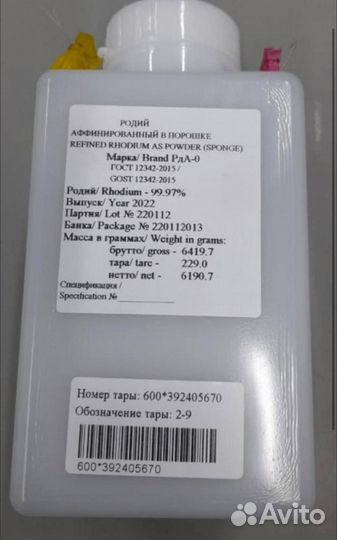 РОДИЙ
АФФИНИРОВАННЫЙ В ПОРОШКЕ
REFINED RHODIUM AS POWDER (SPONGE)
Марка/ Brand РдА-0
ГОСТ 12342-2015 /
GOST 12342-2015
Родий/ Rhodium - 99.97%
Выпуск/ Year 2022
Партия/ Lot № 220112
Банка/ Package № 220112013
Масса в граммах/ Weight in grams:
брутто/ gross - 6419.7
тара/ tare - 229.0
нетто/ net - 6190.7
Спецификация /
Specification № ____________
Номер тары: 600*392405670
Обозначение тары: 2-9
600*392405670
Avito